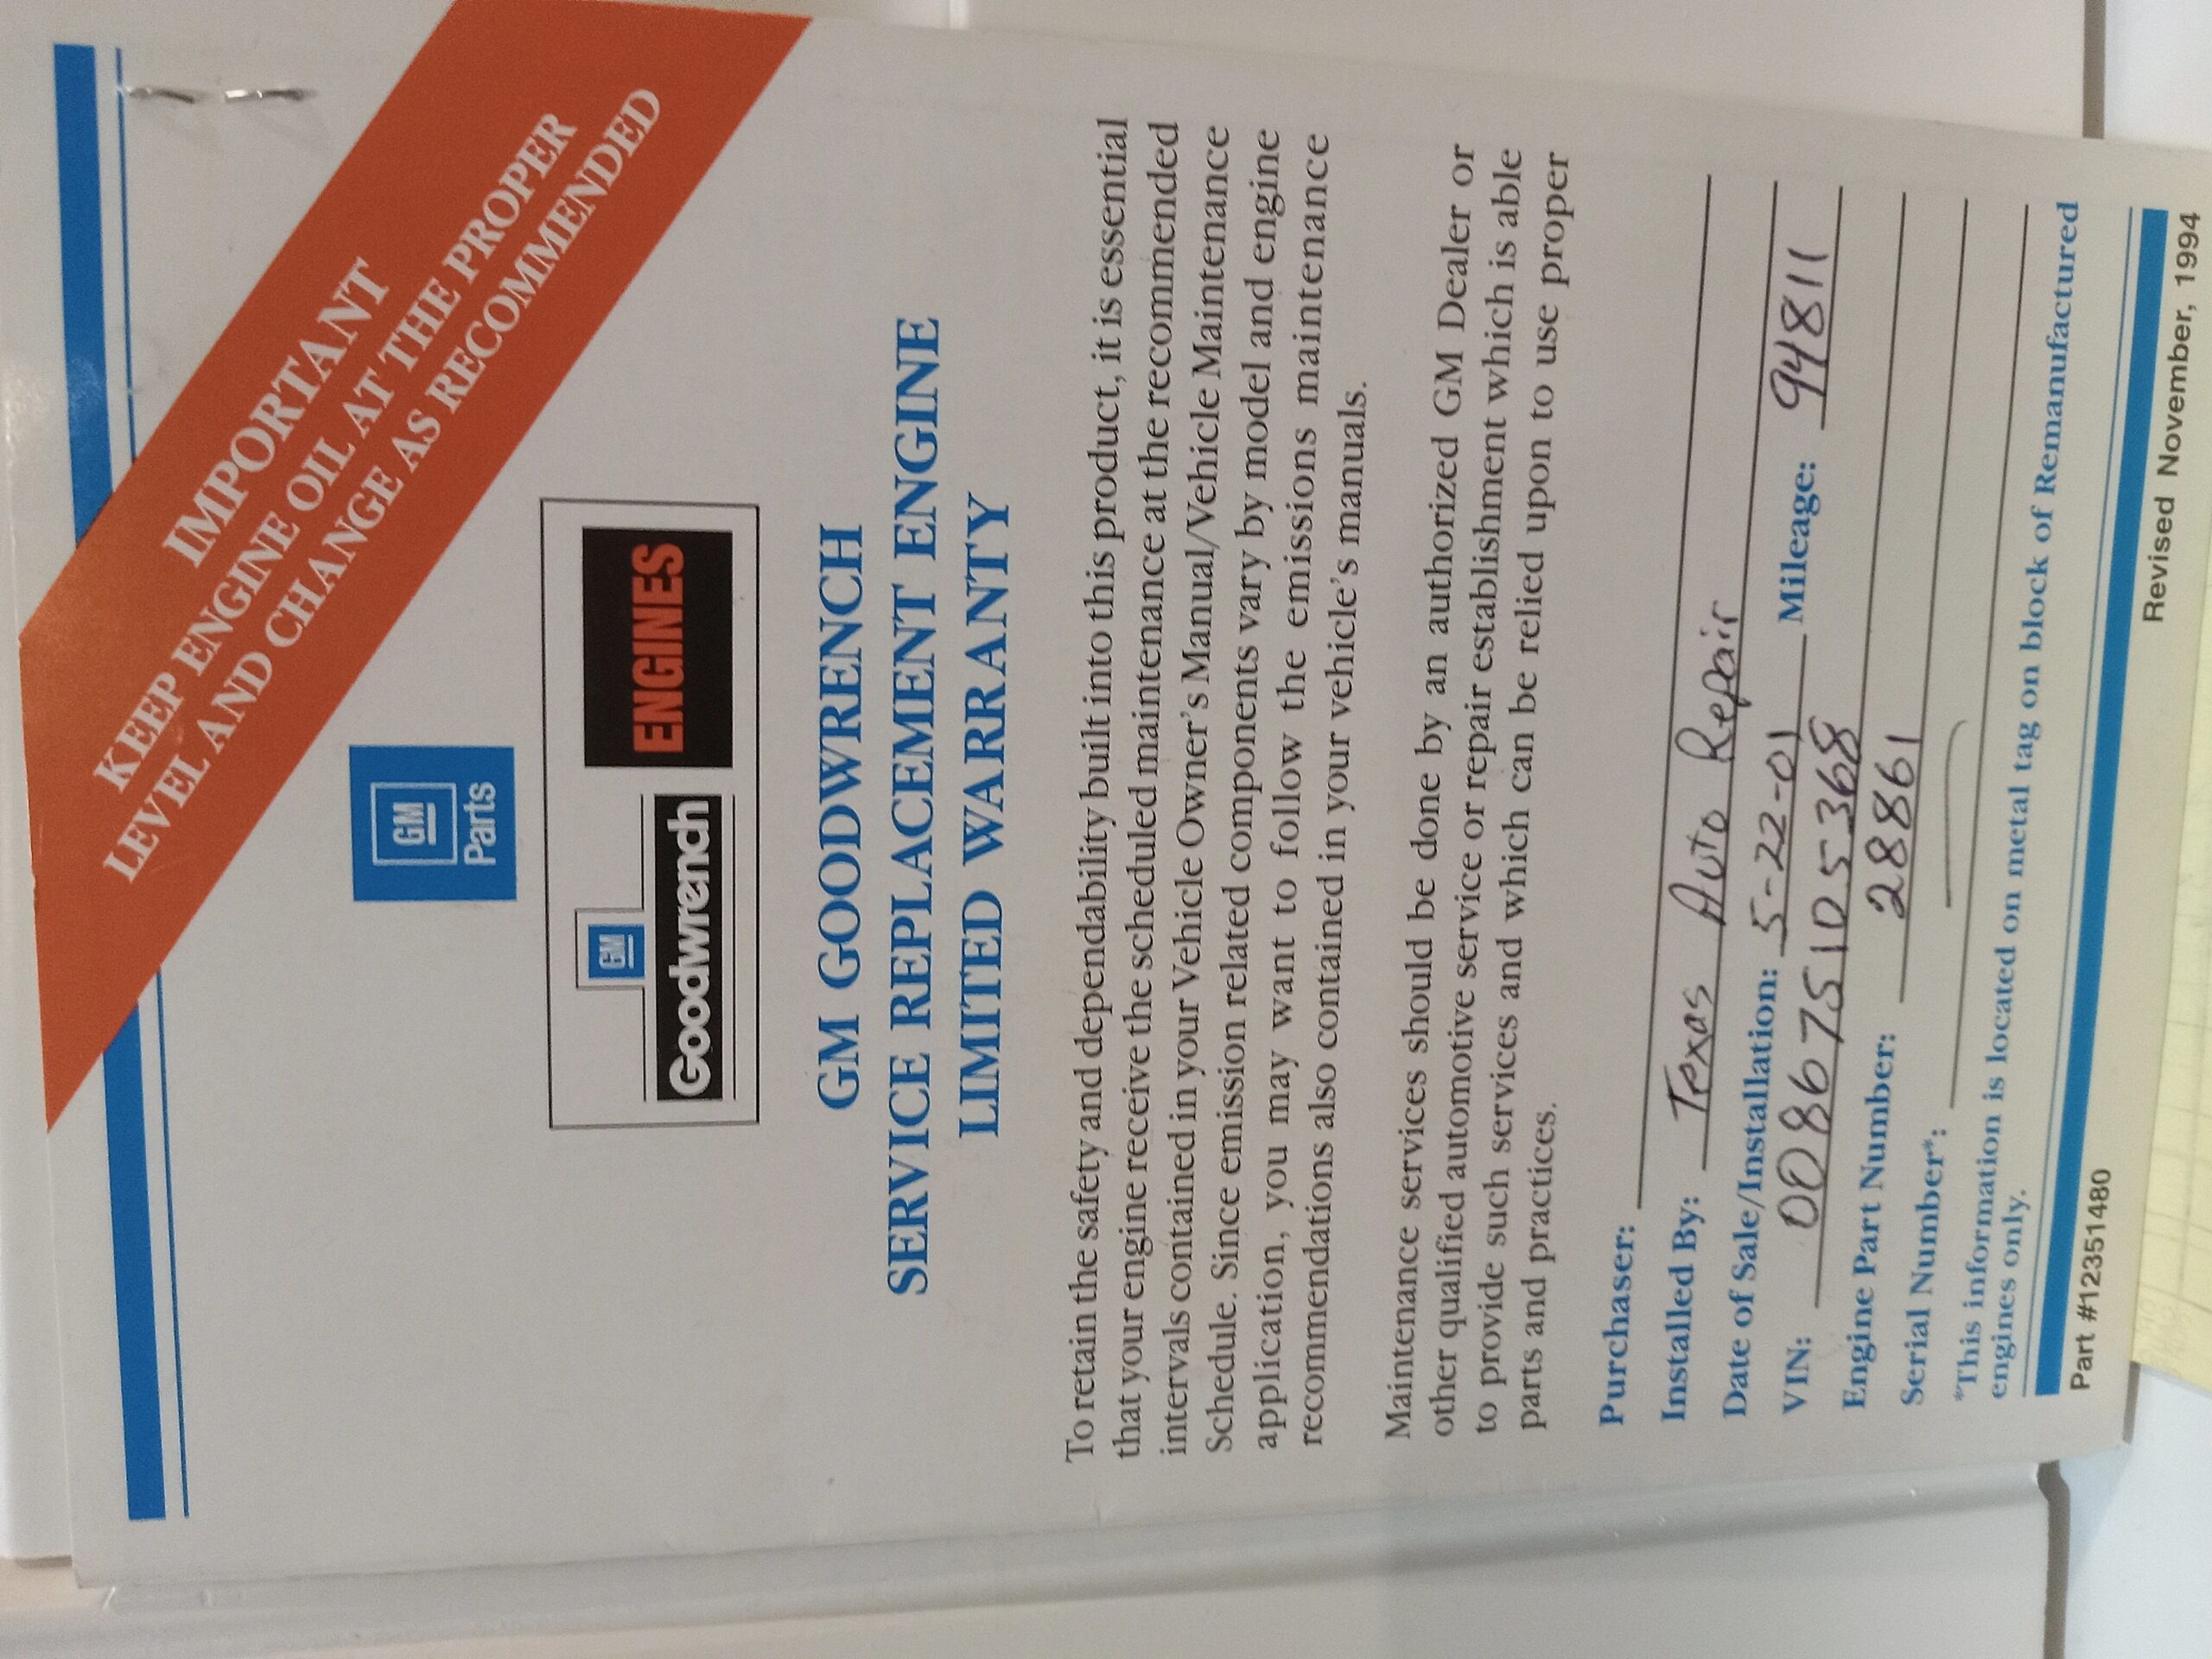 IMPORTANT
KEEP ENGINE OIL AT THE PROPER
LEVEL AND CHANGE AS RECOMMENDED
GM
Parts
GM
Goodwrench
ENGINES
GM GOODWRENCH
SERVICE REPLACEMENT ENGINE
LIMITED WARRANTY
To retain the safety and dependability built into this product, it is essential
that your engine receive the scheduled maintenance at the recommended
intervals contained in your Vehicle Owner's Manual/Vehicle Maintenance
Schedule. Since emission related components vary by model and engine
application, you may want to follow the emissions maintenance
recommendations also contained in your vehicle's manuals.
Maintenance services should be done by an authorized GM Dealer or
other qualified automotive service or repair establishment which is able
to provide such services and which can be relied upon to use proper
parts and practices.
Purchaser:
Installed By: Texas Auto Repair
Date of Sale/Installation: 5-22-01 Mileage: 94811
VIN: 00867510 5368
Engine Part Number: 28861
Serial Number*:
*This information is located on metal tag on block of Remanufactured
engines only.
Part #12351480
Revised November, 1994